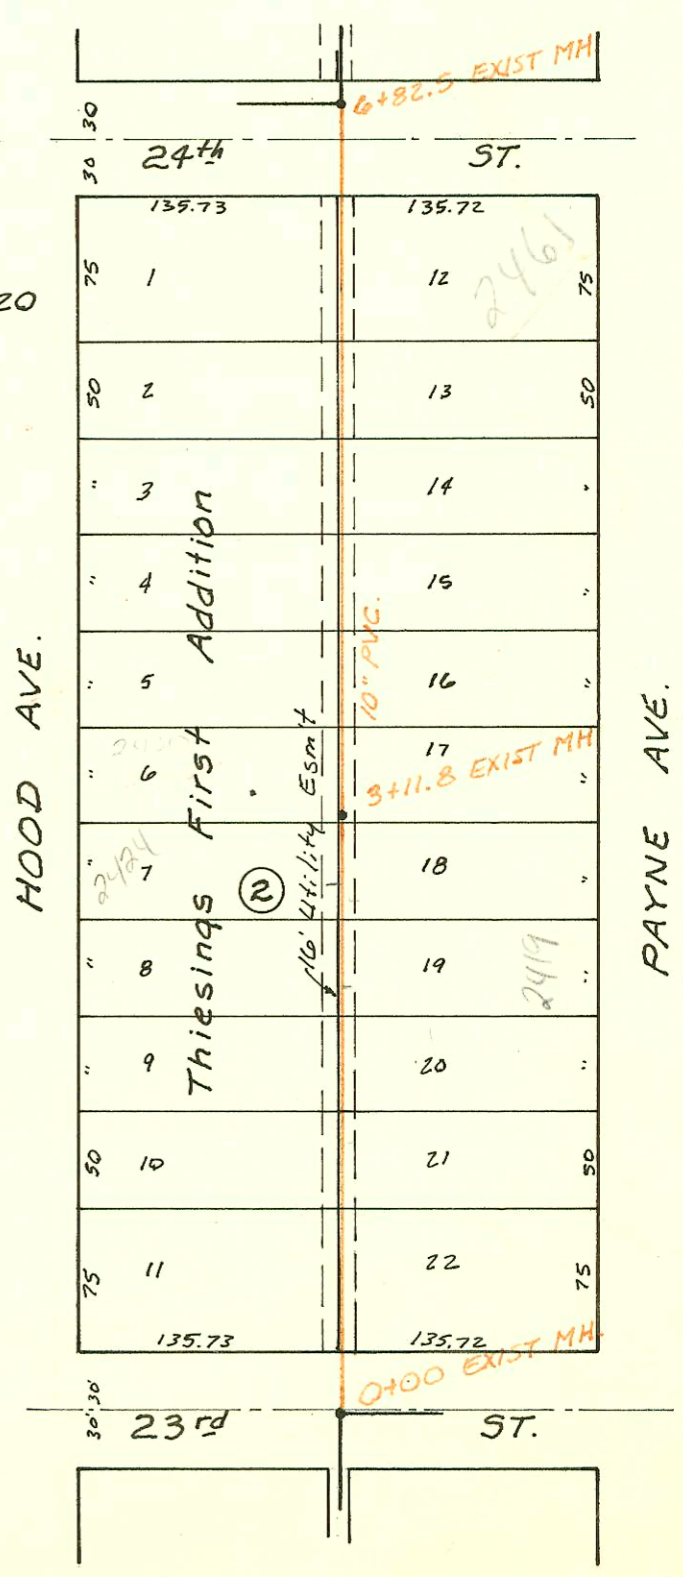 6+82.5 EXIST MH
30
30
24th ST.
135.73 135.72
20
75 1 12 2461 75
50 2 13 50
" 3 14 "
" 4 15 "
" 5 16 "
10" PVC.
" 6 17 "
3+11.8 EXIST MH
2424
" 7 18 "
" 8 19 2419 "
" 9 20 "
50 10 21 50
75 11 22 75
135.73 135.72
Thiesings First Addition
2
16' Utility Esm't
HOOD AVE.
PAYNE AVE.
0+00 EXIST MH.
30' 30'
23rd ST.